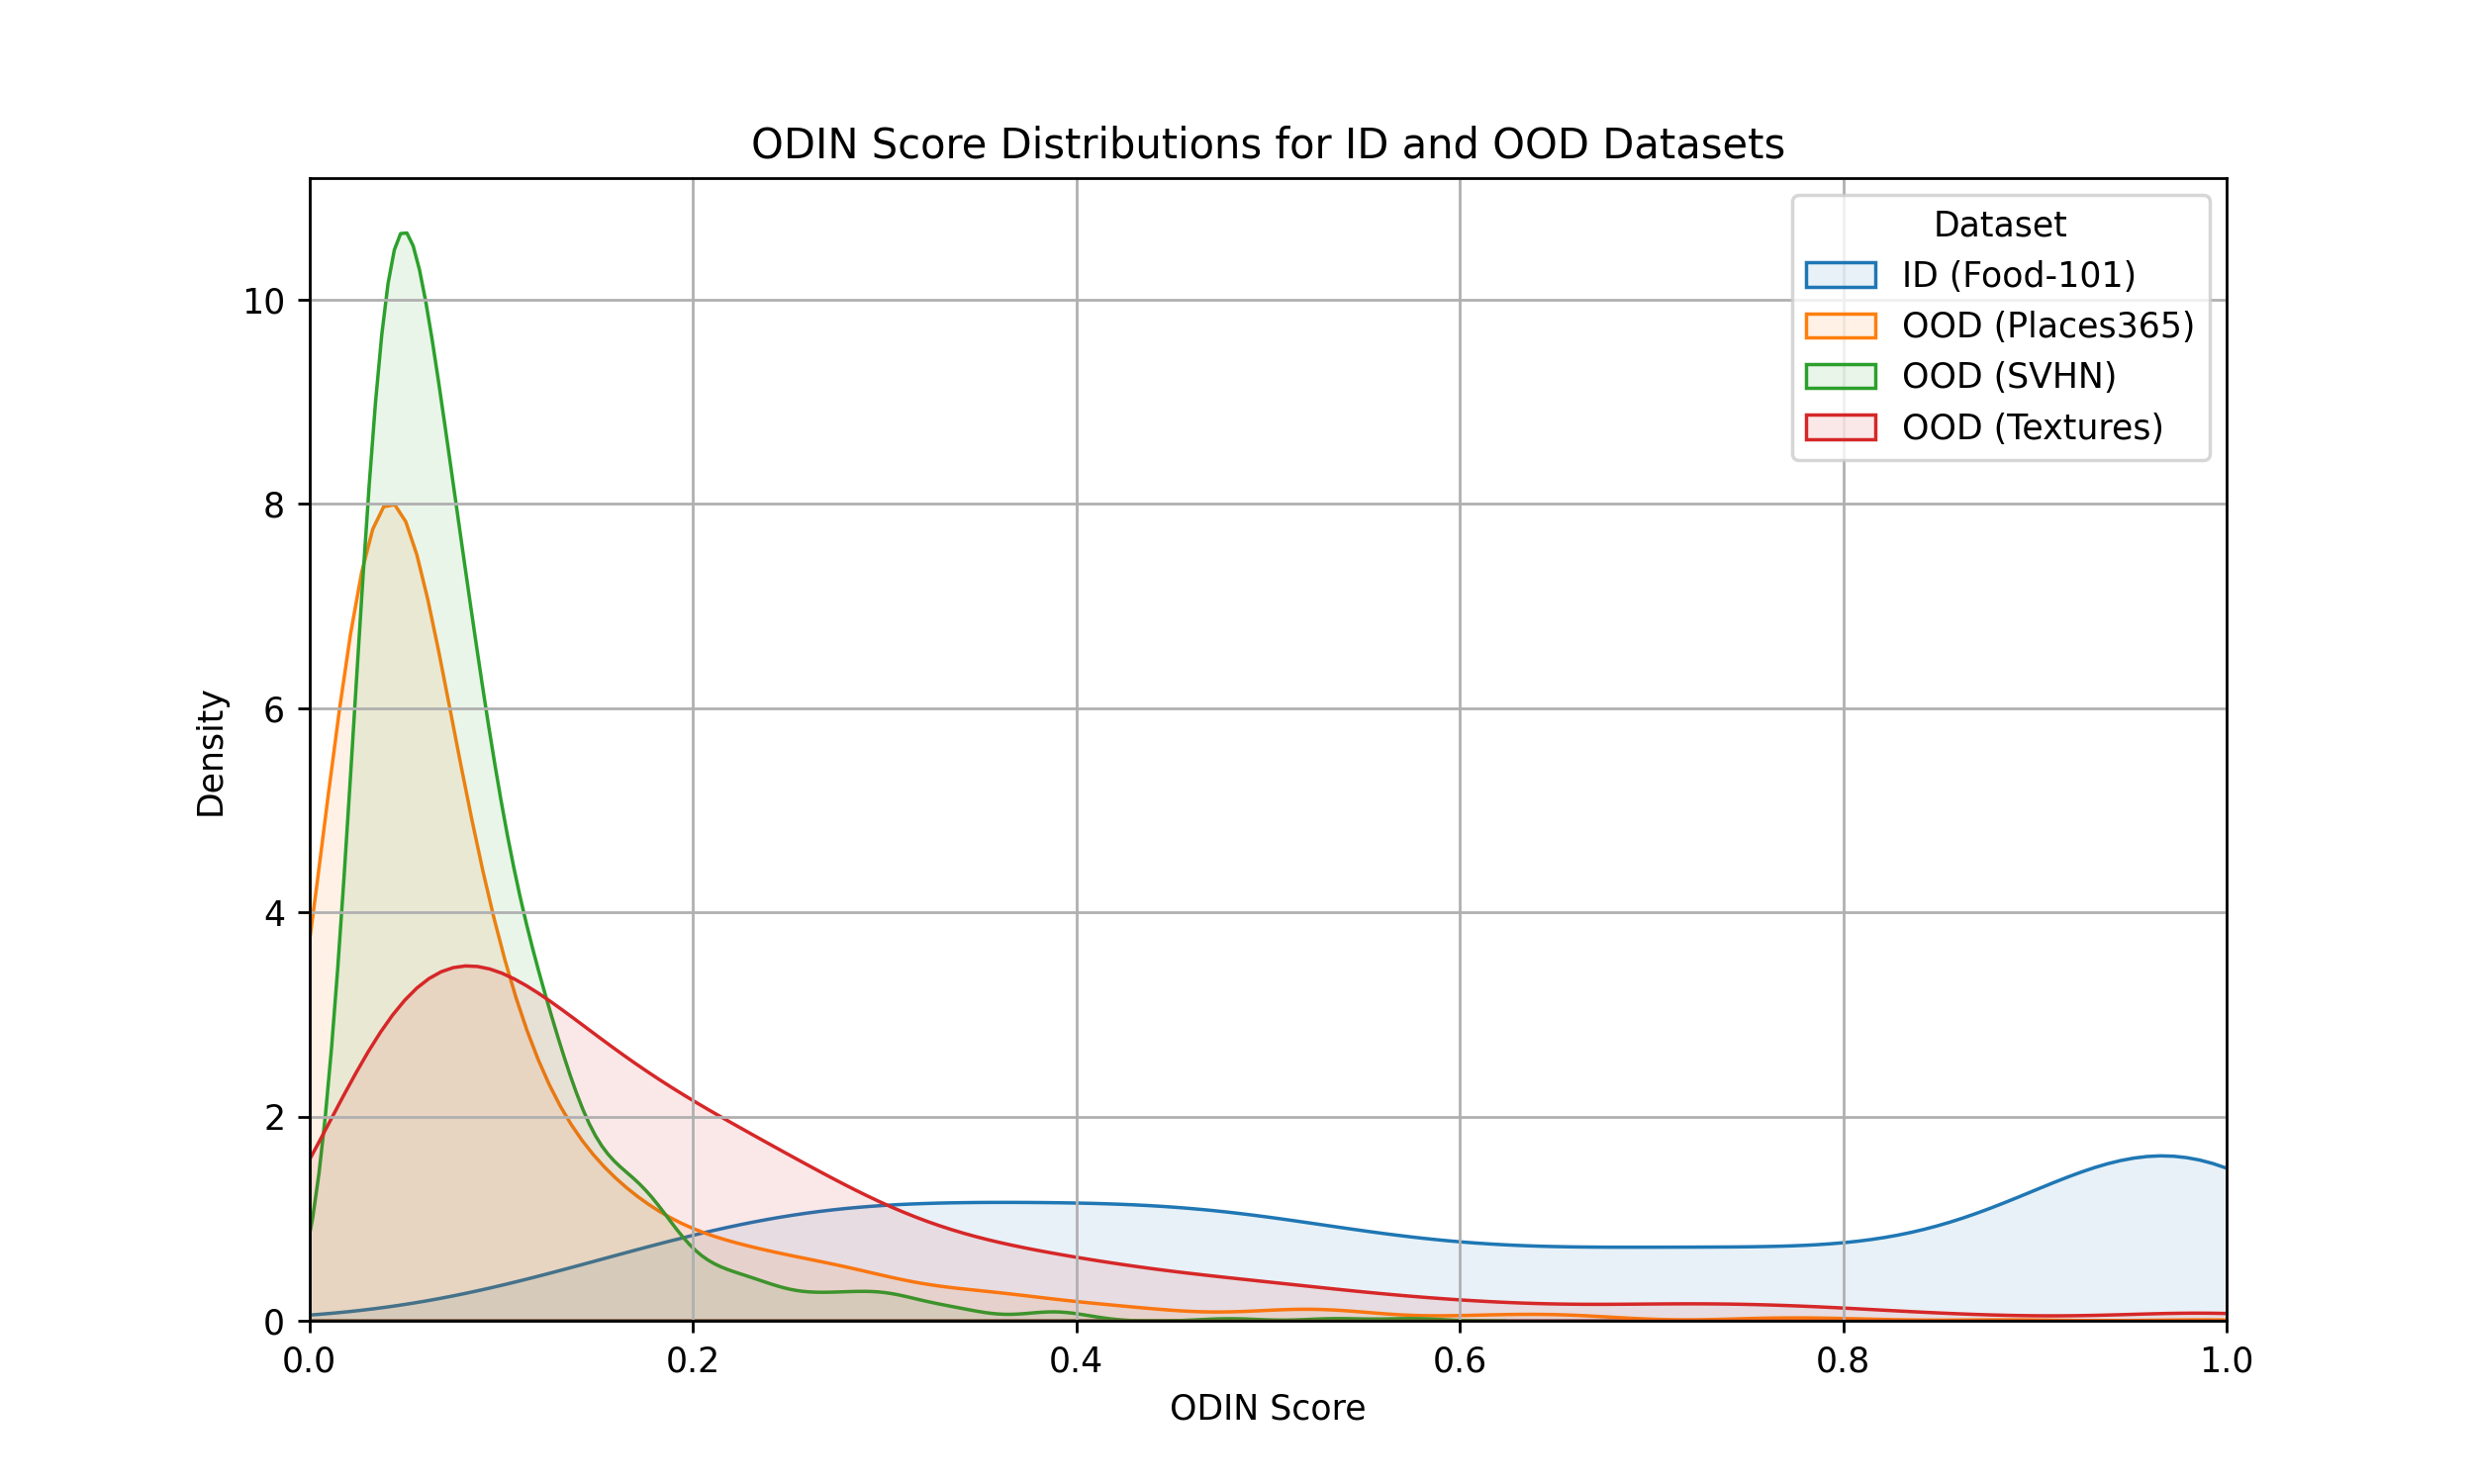 ODIN Score Distributions for ID and OOD Datasets
Dataset
ID (Food-101)
OOD (Places365)
OOD (SVHN)
OOD (Textures)
Density
10
8
6
4
2
0
0.0 0.2 0.4 0.6 0.8 1.0
ODIN Score